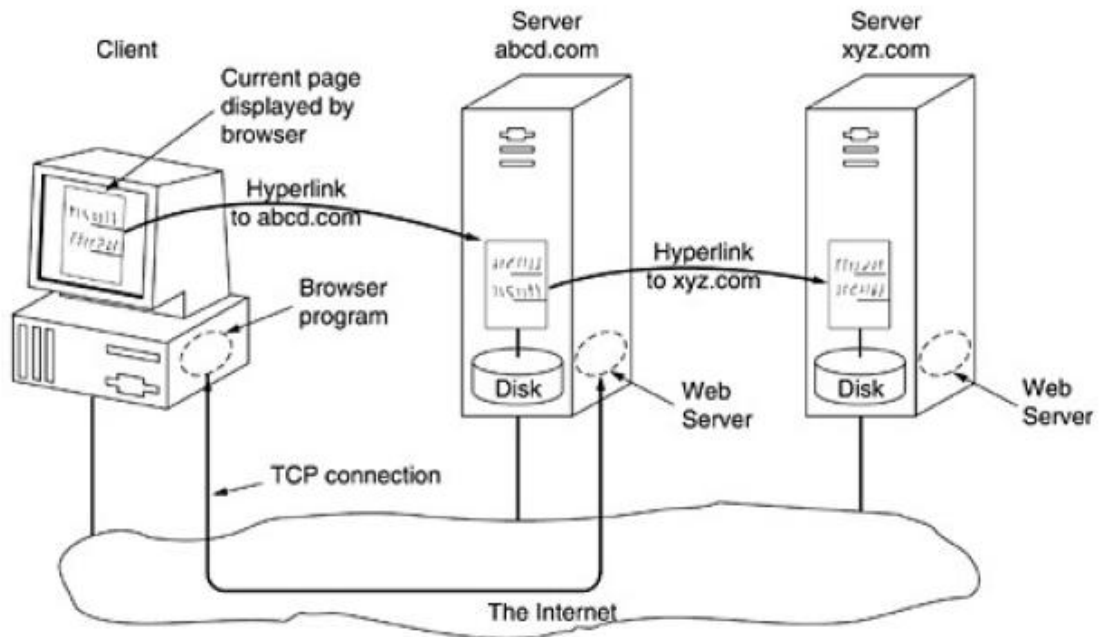 Client
Server
abcd.com
Server
xyz.com
Current page
displayed by
browser
Hyperlink
to abcd.com
Hyperlink
to xyz.com
Browser
program
Disk
Web
Server
Disk
Web
Server
TCP connection
The Internet